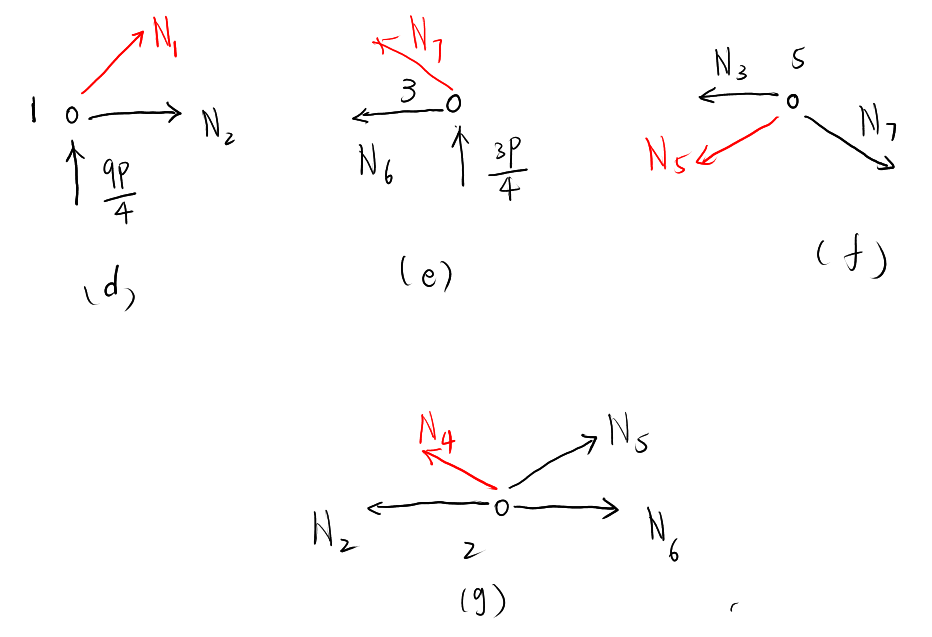 N₁
1
N₂
9P/4
(d)
N₇
3
N₆
3P/4
(e)
N₃
5
N₇
N₅
(f)
N₄
N₅
N₂
2
N₆
(g)